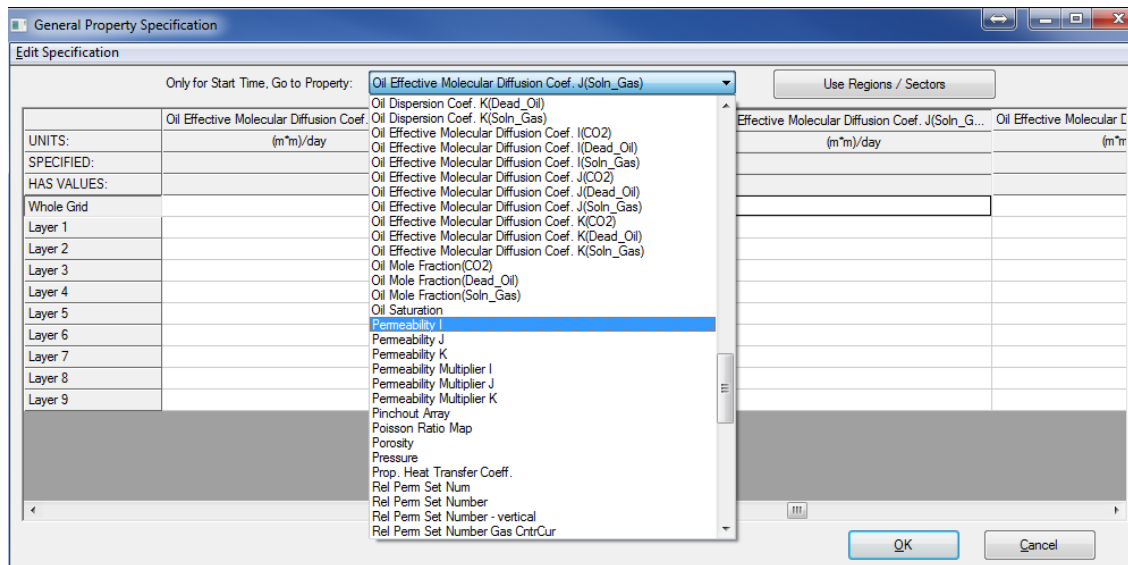 General Property Specification
Edit Specification
Only for Start Time, Go to Property: Oil Effective Molecular Diffusion Coef. J(Soln_Gas) Use Regions / Sectors
Oil Effective Molecular Diffusion Coef. Effective Molecular Diffusion Coef. J(Soln_G... Oil Effective Molecular D
UNITS: (m*m)/day (m*m)/day (m*m
SPECIFIED:
HAS VALUES:
Whole Grid
Layer 1
Layer 2
Layer 3
Layer 4
Layer 5
Layer 6
Layer 7
Layer 8
Layer 9
Oil Dispersion Coef. K(Dead_Oil)
Oil Dispersion Coef. K(Soln_Gas)
Oil Effective Molecular Diffusion Coef. I(CO2)
Oil Effective Molecular Diffusion Coef. I(Dead_Oil)
Oil Effective Molecular Diffusion Coef. I(Soln_Gas)
Oil Effective Molecular Diffusion Coef. J(CO2)
Oil Effective Molecular Diffusion Coef. J(Dead_Oil)
Oil Effective Molecular Diffusion Coef. J(Soln_Gas)
Oil Effective Molecular Diffusion Coef. K(CO2)
Oil Effective Molecular Diffusion Coef. K(Dead_Oil)
Oil Effective Molecular Diffusion Coef. K(Soln_Gas)
Oil Mole Fraction(CO2)
Oil Mole Fraction(Dead_Oil)
Oil Mole Fraction(Soln_Gas)
Oil Saturation
Permeability I
Permeability J
Permeability K
Permeability Multiplier I
Permeability Multiplier J
Permeability Multiplier K
Pinchout Array
Poisson Ratio Map
Porosity
Pressure
Prop. Heat Transfer Coeff.
Rel Perm Set Num
Rel Perm Set Number
Rel Perm Set Number - vertical
Rel Perm Set Number Gas CntrCur
OK Cancel